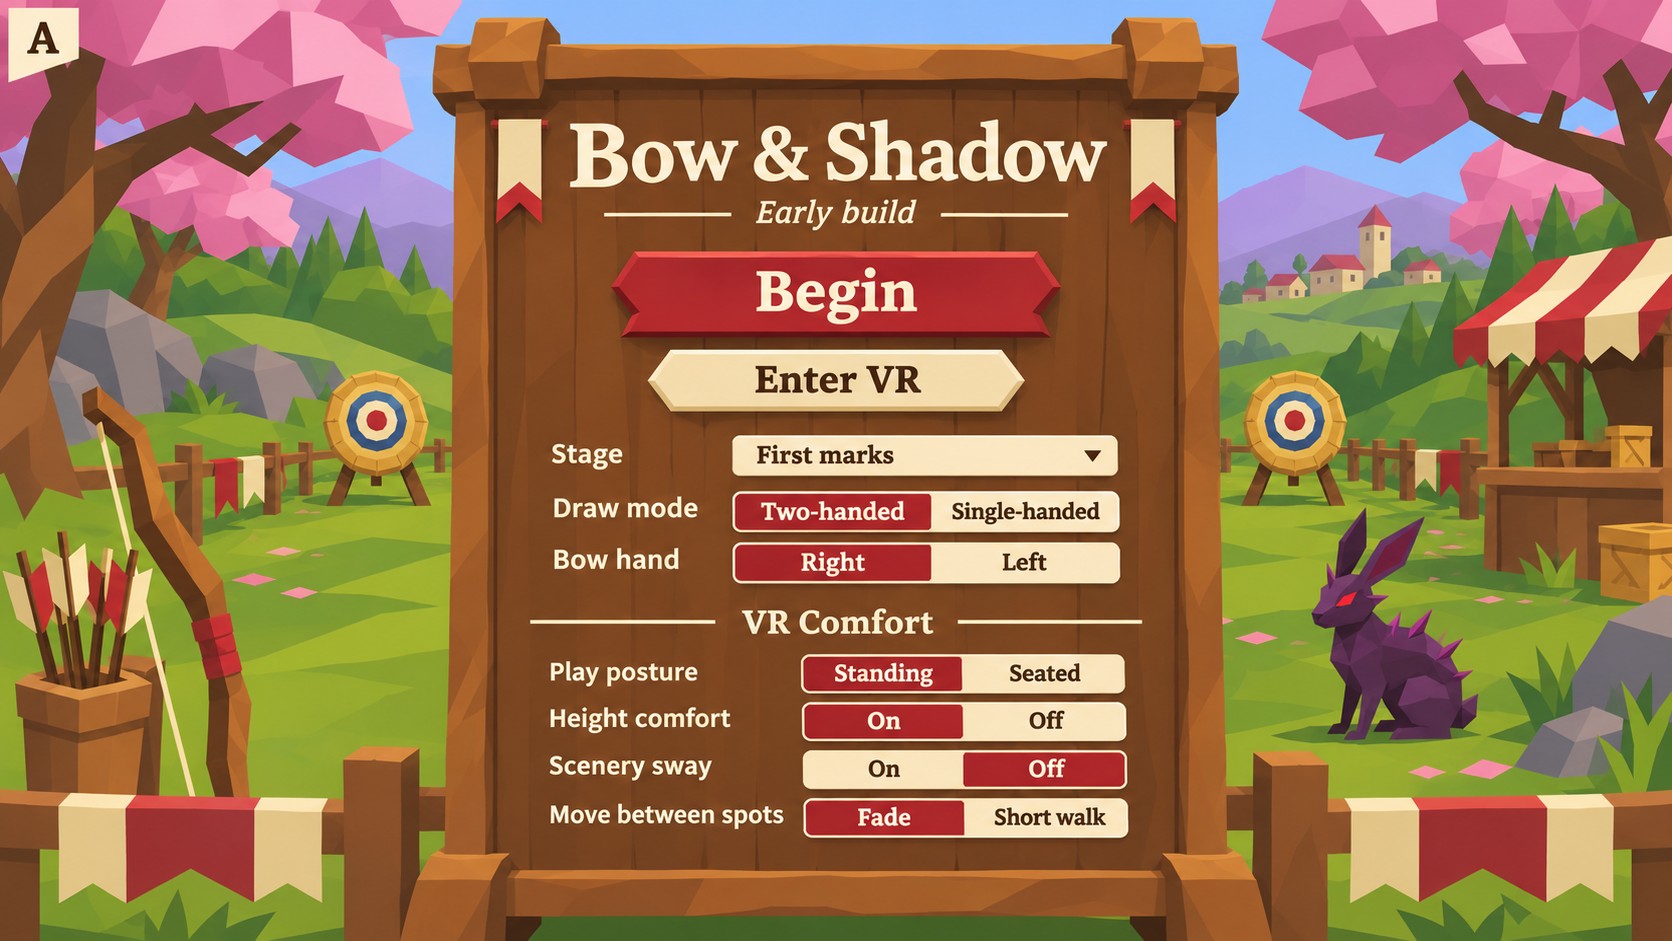 A
Bow & Shadow
Early build
Begin
Enter VR
Stage First marks
Draw mode Two-handed Single-handed
Bow hand Right Left
VR Comfort
Play posture Standing Seated
Height comfort On Off
Scenery sway On Off
Move between spots Fade Short walk